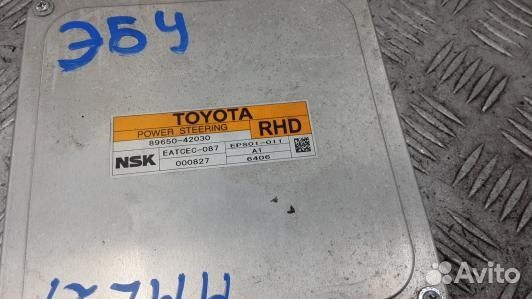 ЭБУ
TOYOTA
POWER STEERING
RHD
89650-42030
NSK
EATCEC-087
EPS01-011
000827
A1
6406
Avito